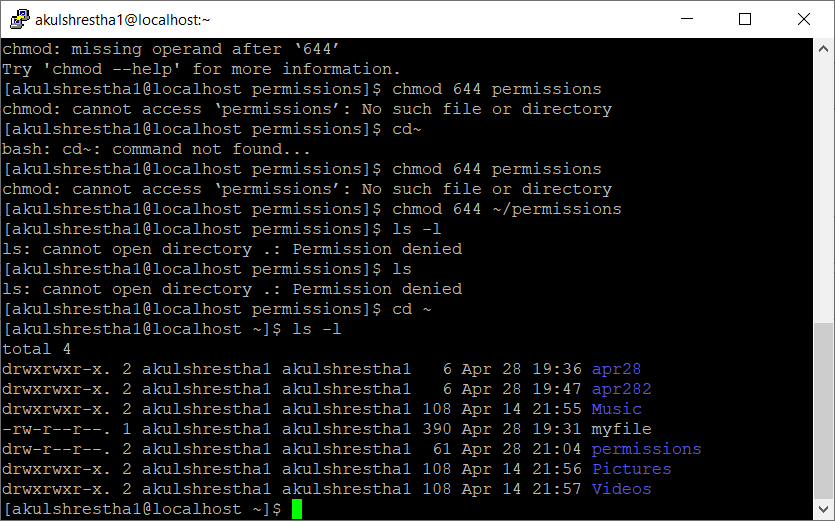 akulshrestha1@localhost:~
chmod: missing operand after ‘644’
Try 'chmod --help' for more information.
[akulshrestha1@localhost permissions]$ chmod 644 permissions
chmod: cannot access ‘permissions’: No such file or directory
[akulshrestha1@localhost permissions]$ cd~
bash: cd~: command not found...
[akulshrestha1@localhost permissions]$ chmod 644 permissions
chmod: cannot access ‘permissions’: No such file or directory
[akulshrestha1@localhost permissions]$ chmod 644 ~/permissions
[akulshrestha1@localhost permissions]$ ls -l
ls: cannot open directory .: Permission denied
[akulshrestha1@localhost permissions]$ ls
ls: cannot open directory .: Permission denied
[akulshrestha1@localhost permissions]$ cd ~
[akulshrestha1@localhost ~]$ ls -l
total 4
drwxrwxr-x. 2 akulshrestha1 akulshrestha1   6 Apr 28 19:36 apr28
drwxrwxr-x. 2 akulshrestha1 akulshrestha1   6 Apr 28 19:47 apr282
drwxrwxr-x. 2 akulshrestha1 akulshrestha1 108 Apr 14 21:55 Music
-rw-r--r--. 1 akulshrestha1 akulshrestha1 390 Apr 28 19:31 myfile
drw-r--r--. 2 akulshrestha1 akulshrestha1  61 Apr 28 21:04 permissions
drwxrwxr-x. 2 akulshrestha1 akulshrestha1 108 Apr 14 21:56 Pictures
drwxrwxr-x. 2 akulshrestha1 akulshrestha1 108 Apr 14 21:57 Videos
[akulshrestha1@localhost ~]$